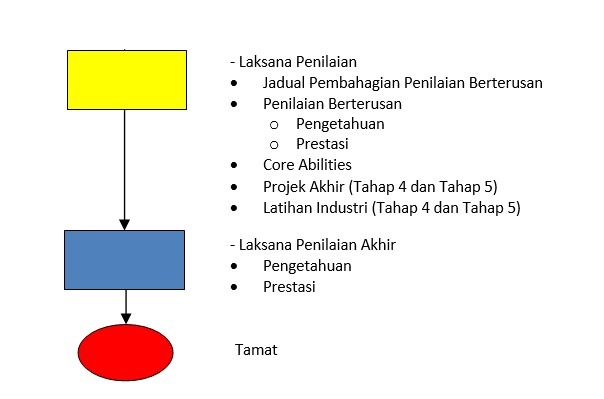 - Laksana Penilaian
• Jadual Pembahagian Penilaian Berterusan
• Penilaian Berterusan
o Pengetahuan
o Prestasi
• Core Abilities
• Projek Akhir (Tahap 4 dan Tahap 5)
• Latihan Industri (Tahap 4 dan Tahap 5)
- Laksana Penilaian Akhir
• Pengetahuan
• Prestasi
Tamat